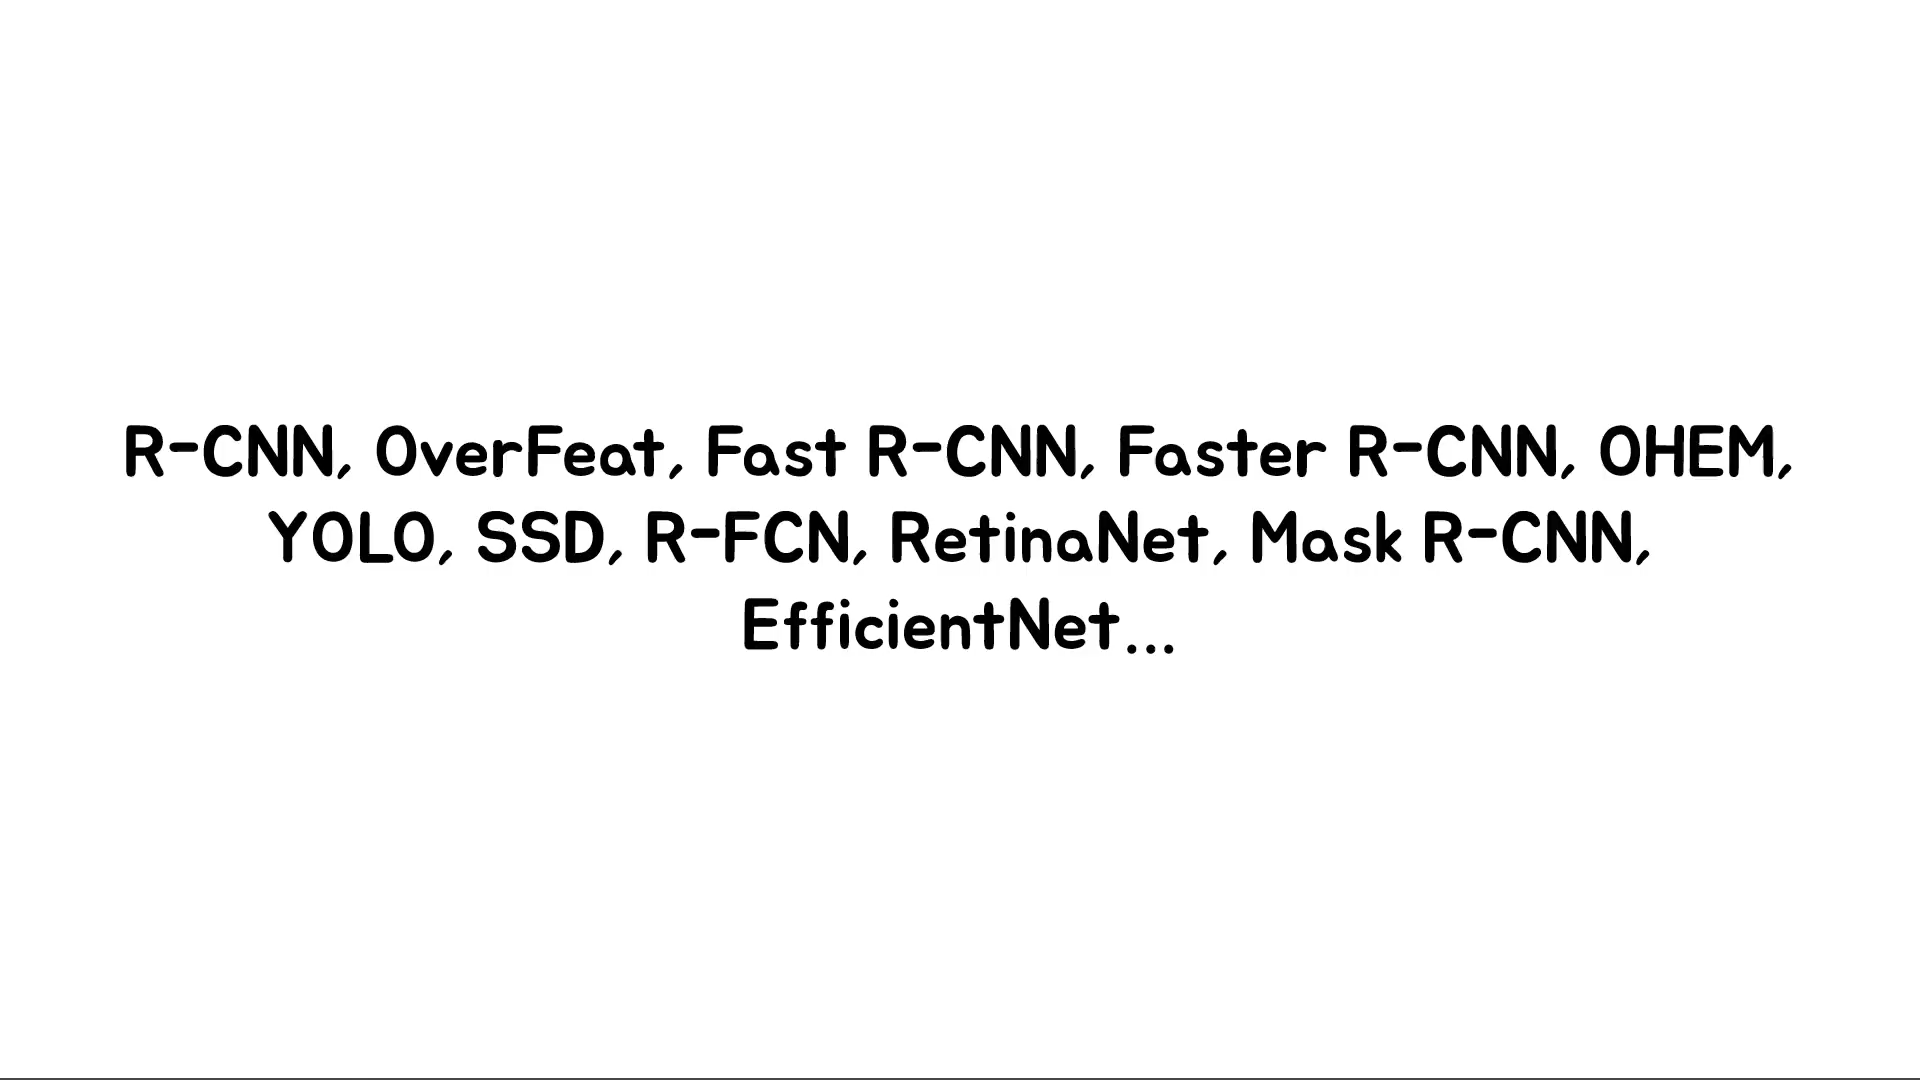 R-CNN, OverFeat, Fast R-CNN, Faster R-CNN, OHEM,
YOLO, SSD, R-FCN, RetinaNet, Mask R-CNN,
EfficientNet...